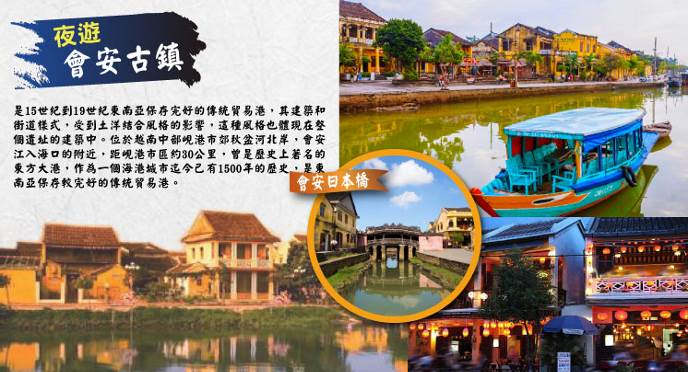 夜遊
會安古鎮
是15世紀到19世紀東南亞保存完好的傳統貿易港，其建築和
街道樣式，受到土洋結合風格的影響，這種風格也體現在整
個遺址的建築中。位於越南中部峴港市郊秋盆河北岸，會安
江入海口的附近，距峴港市區約30公里，曾是歷史上著名的
東方大港，作為一個海港城市迄今已有1500年的歷史，是東
南亞保存較完好的傳統貿易港。
會安日本橋